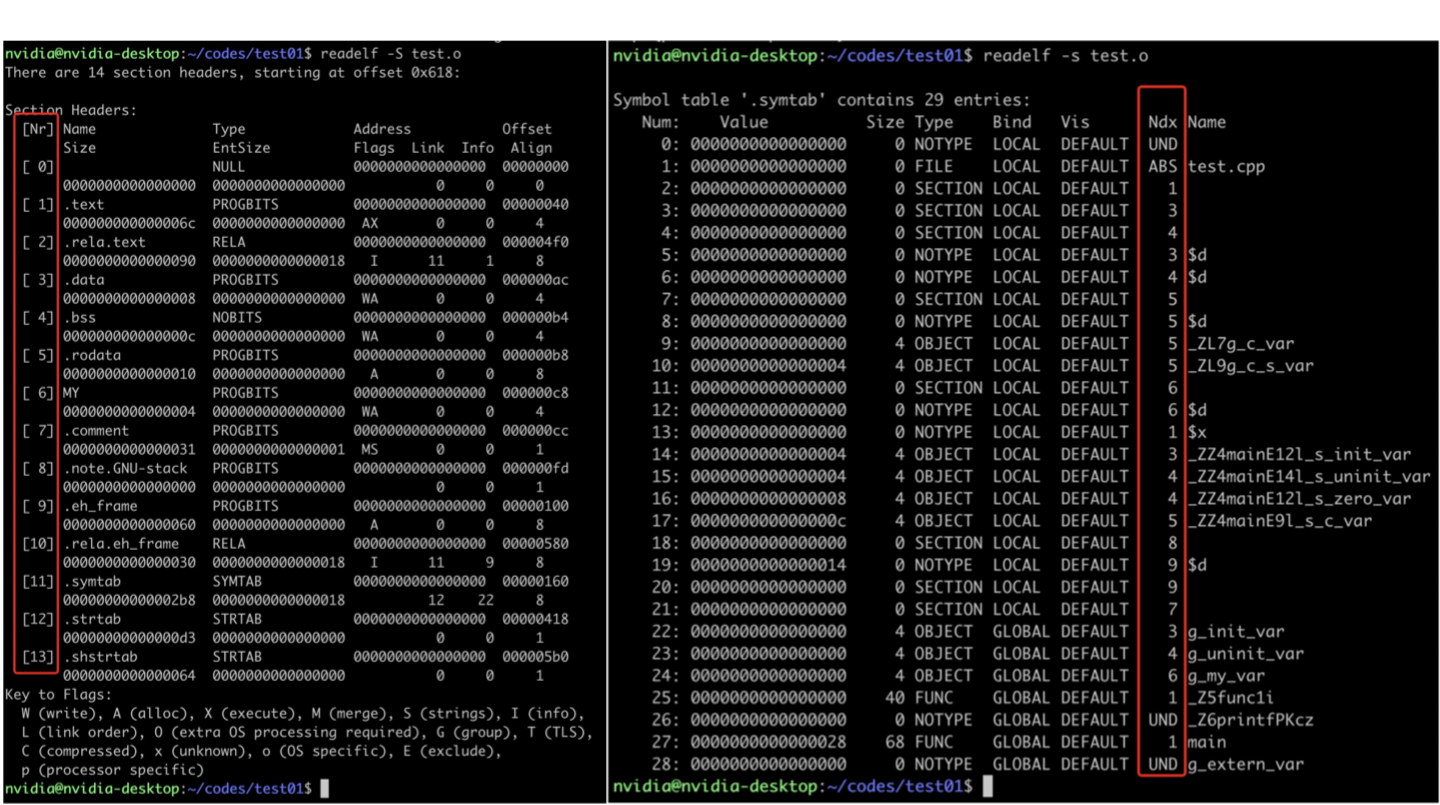 nvidia@nvidia-desktop:~/codes/test01$ readelf -S test.o
There are 14 section headers, starting at offset 0x618:
Section Headers:
[Nr] Name Type Address Offset
Size EntSize Flags Link Info Align
[ 0] NULL 0000000000000000 00000000
0000000000000000 0000000000000000 0 0 0
[ 1] .text PROGBITS 0000000000000000 00000040
000000000000006c 0000000000000000 AX 0 0 4
[ 2] .rela.text RELA 0000000000000000 000004f0
0000000000000090 0000000000000018 I 11 1 8
[ 3] .data PROGBITS 0000000000000000 000000ac
0000000000000008 0000000000000000 WA 0 0 4
[ 4] .bss NOBITS 0000000000000000 000000b4
000000000000000c 0000000000000000 WA 0 0 4
[ 5] .rodata PROGBITS 0000000000000000 000000b8
0000000000000010 0000000000000000 A 0 0 8
[ 6] MY PROGBITS 0000000000000000 000000c8
0000000000000004 0000000000000000 WA 0 0 4
[ 7] .comment PROGBITS 0000000000000000 000000cc
0000000000000031 0000000000000001 MS 0 0 1
[ 8] .note.GNU-stack PROGBITS 0000000000000000 000000fd
0000000000000000 0000000000000000 0 0 1
[ 9] .eh_frame PROGBITS 0000000000000000 00000100
0000000000000060 0000000000000000 A 0 0 8
[10] .rela.eh_frame RELA 0000000000000000 00000580
0000000000000030 0000000000000018 I 11 9 8
[11] .symtab SYMTAB 0000000000000000 00000160
00000000000002b8 0000000000000018 12 22 8
[12] .strtab STRTAB 0000000000000000 00000418
00000000000000d3 0000000000000000 0 0 1
[13] .shstrtab STRTAB 0000000000000000 000005b0
0000000000000064 0000000000000000 0 0 1
Key to Flags:
W (write), A (alloc), X (execute), M (merge), S (strings), I (info),
L (link order), O (extra OS processing required), G (group), T (TLS),
C (compressed), x (unknown), o (OS specific), E (exclude),
p (processor specific)
nvidia@nvidia-desktop:~/codes/test01$
nvidia@nvidia-desktop:~/codes/test01$ readelf -s test.o
Symbol table '.symtab' contains 29 entries:
Num: Value Size Type Bind Vis Ndx Name
0: 0000000000000000 0 NOTYPE LOCAL DEFAULT UND
1: 0000000000000000 0 FILE LOCAL DEFAULT ABS test.cpp
2: 0000000000000000 0 SECTION LOCAL DEFAULT 1
3: 0000000000000000 0 SECTION LOCAL DEFAULT 3
4: 0000000000000000 0 SECTION LOCAL DEFAULT 4
5: 0000000000000000 0 NOTYPE LOCAL DEFAULT 3 $d
6: 0000000000000000 0 NOTYPE LOCAL DEFAULT 4 $d
7: 0000000000000000 0 SECTION LOCAL DEFAULT 5
8: 0000000000000000 0 NOTYPE LOCAL DEFAULT 5 $d
9: 0000000000000000 4 OBJECT LOCAL DEFAULT 5 _ZL7g_c_var
10: 0000000000000004 4 OBJECT LOCAL DEFAULT 5 _ZL9g_c_s_var
11: 0000000000000000 0 SECTION LOCAL DEFAULT 6
12: 0000000000000000 0 NOTYPE LOCAL DEFAULT 6 $d
13: 0000000000000000 0 NOTYPE LOCAL DEFAULT 1 $x
14: 0000000000000004 4 OBJECT LOCAL DEFAULT 3 _ZZ4mainE12l_s_init_var
15: 0000000000000004 4 OBJECT LOCAL DEFAULT 4 _ZZ4mainE14l_s_uninit_var
16: 0000000000000008 4 OBJECT LOCAL DEFAULT 4 _ZZ4mainE12l_s_zero_var
17: 000000000000000c 4 OBJECT LOCAL DEFAULT 5 _ZZ4mainE9l_s_c_var
18: 0000000000000000 0 SECTION LOCAL DEFAULT 8
19: 0000000000000014 0 NOTYPE LOCAL DEFAULT 9 $d
20: 0000000000000000 0 SECTION LOCAL DEFAULT 9
21: 0000000000000000 0 SECTION LOCAL DEFAULT 7
22: 0000000000000000 4 OBJECT GLOBAL DEFAULT 3 g_init_var
23: 0000000000000000 4 OBJECT GLOBAL DEFAULT 4 g_uninit_var
24: 0000000000000000 4 OBJECT GLOBAL DEFAULT 6 g_my_var
25: 0000000000000000 40 FUNC GLOBAL DEFAULT 1 _Z5func1i
26: 0000000000000000 0 NOTYPE GLOBAL DEFAULT UND _Z6printfPKcz
27: 0000000000000028 68 FUNC GLOBAL DEFAULT 1 main
28: 0000000000000000 0 NOTYPE GLOBAL DEFAULT UND g_extern_var
nvidia@nvidia-desktop:~/codes/test01$